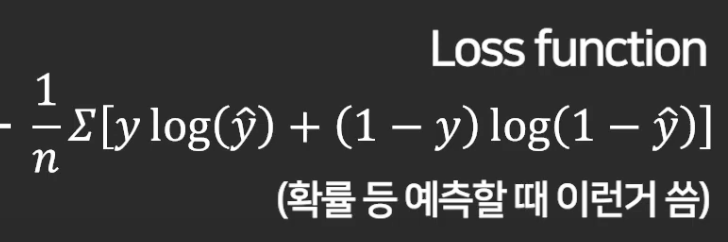 Loss function
- 1/n Σ[y log(ŷ) + (1 − y) log(1 − ŷ)]
(확률 등 예측할 때 이런거 씀)